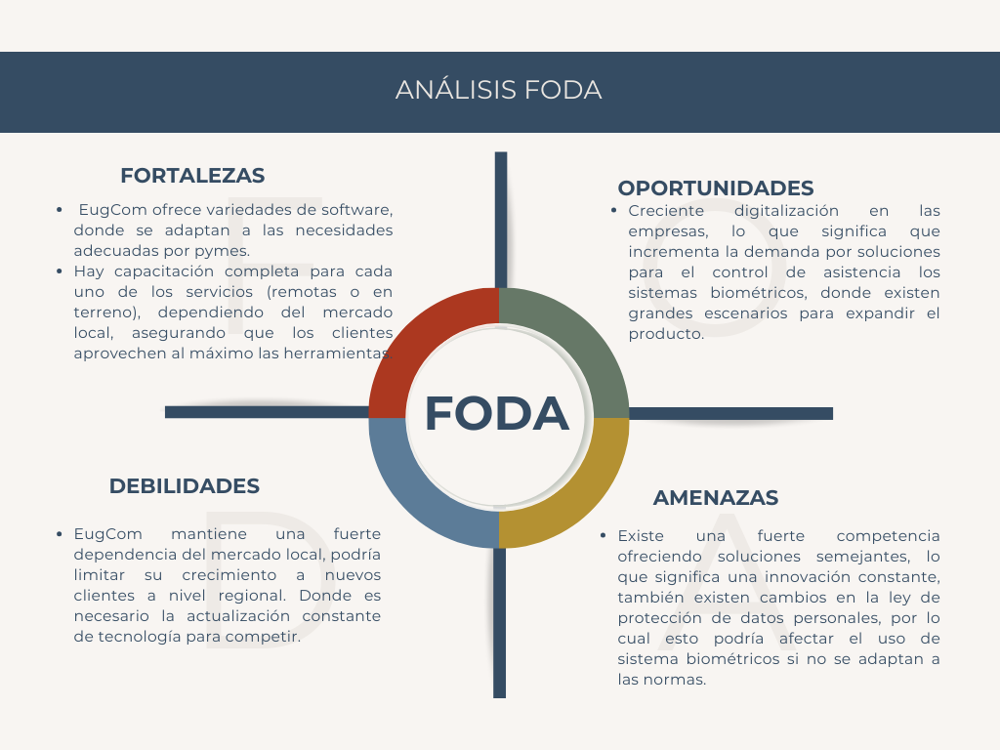 ANÁLISIS FODA
FORTALEZAS
• EugCom ofrece variedades de software,
donde se adaptan a las necesidades
adecuadas por pymes.
• Hay capacitación completa para cada
uno de los servicios (remotas o en
terreno), dependiendo del mercado
local, asegurando que los clientes
aprovechen al máximo las herramientas.
F
OPORTUNIDADES
• Creciente digitalización en las
empresas, lo que significa que
incrementa la demanda por soluciones
para el control de asistencia los
sistemas biométricos, donde existen
grandes escenarios para expandir el
producto.
O
FODA
DEBILIDADES
• EugCom mantiene una fuerte
dependencia del mercado local, podría
limitar su crecimiento a nuevos
clientes a nivel regional. Donde es
necesario la actualización constante
de tecnología para competir.
D
AMENAZAS
• Existe una fuerte competencia
ofreciendo soluciones semejantes, lo
que significa una innovación constante,
también existen cambios en la ley de
protección de datos personales, por lo
cual esto podría afectar el uso de
sistema biométricos si no se adaptan a
las normas.
A